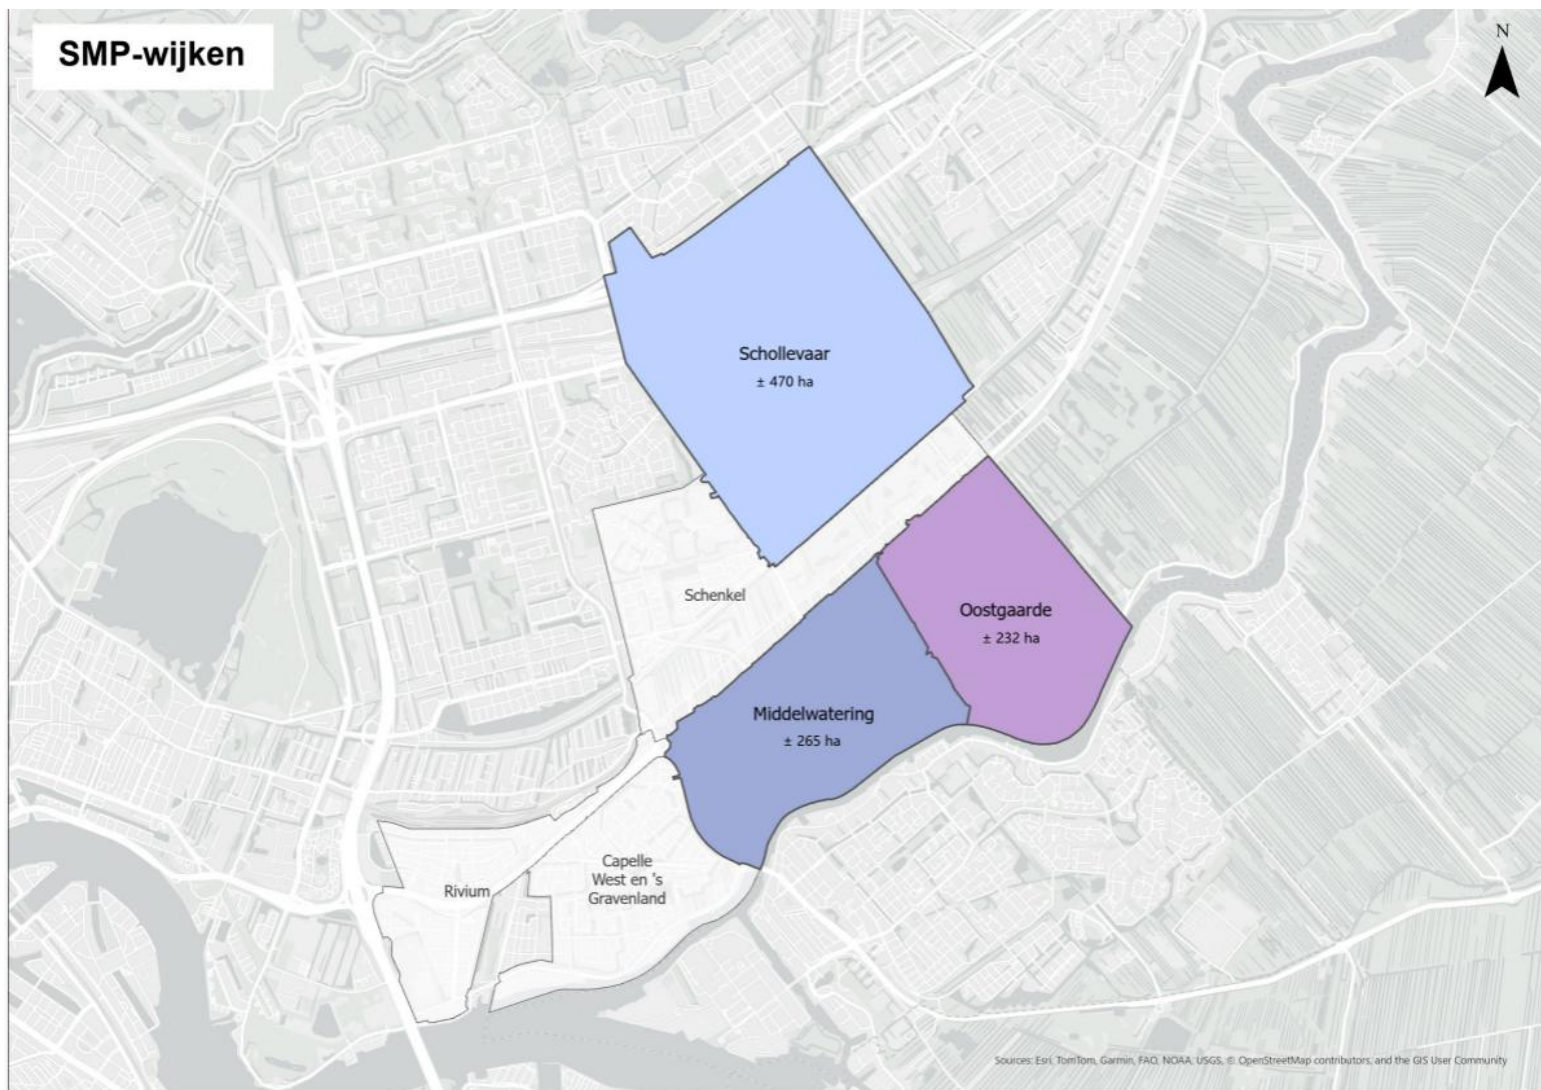 SMP-wijken
N
Schollevaar
± 470 ha
Schenkel
Oostgaarde
± 232 ha
Middelwatering
± 265 ha
Capelle
West en 's
Gravenland
Rivium
Sources: Esri, TomTom, Garmin, FAO, NOAA, USGS, © OpenStreetMap contributors, and the GIS User Community